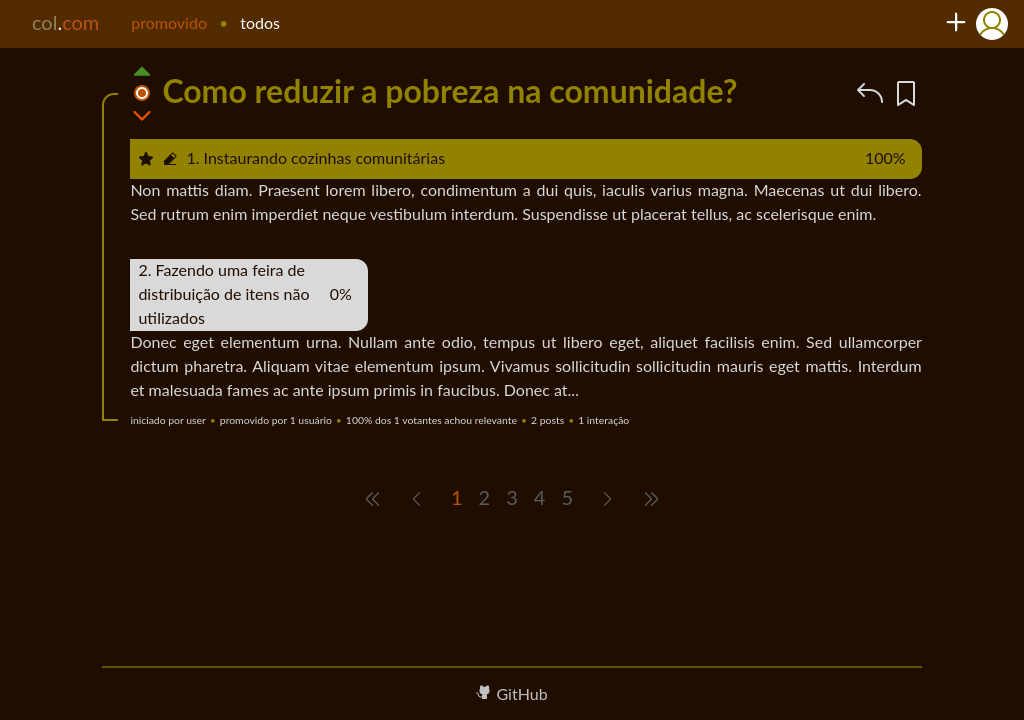 col.com promovido • todos
Como reduzir a pobreza na comunidade?
1. Instaurando cozinhas comunitárias 100%
Non mattis diam. Praesent lorem libero, condimentum a dui quis, iaculis varius magna. Maecenas ut dui libero.
Sed rutrum enim imperdiet neque vestibulum interdum. Suspendisse ut placerat tellus, ac scelerisque enim.
2. Fazendo uma feira de
distribuição de itens não 0%
utilizados
Donec eget elementum urna. Nullam ante odio, tempus ut libero eget, aliquet facilisis enim. Sed ullamcorper
dictum pharetra. Aliquam vitae elementum ipsum. Vivamus sollicitudin sollicitudin mauris eget mattis. Interdum
et malesuada fames ac ante ipsum primis in faucibus. Donec at...
iniciado por user • promovido por 1 usuário • 100% dos 1 votantes achou relevante • 2 posts • 1 interação
1 2 3 4 5
GitHub